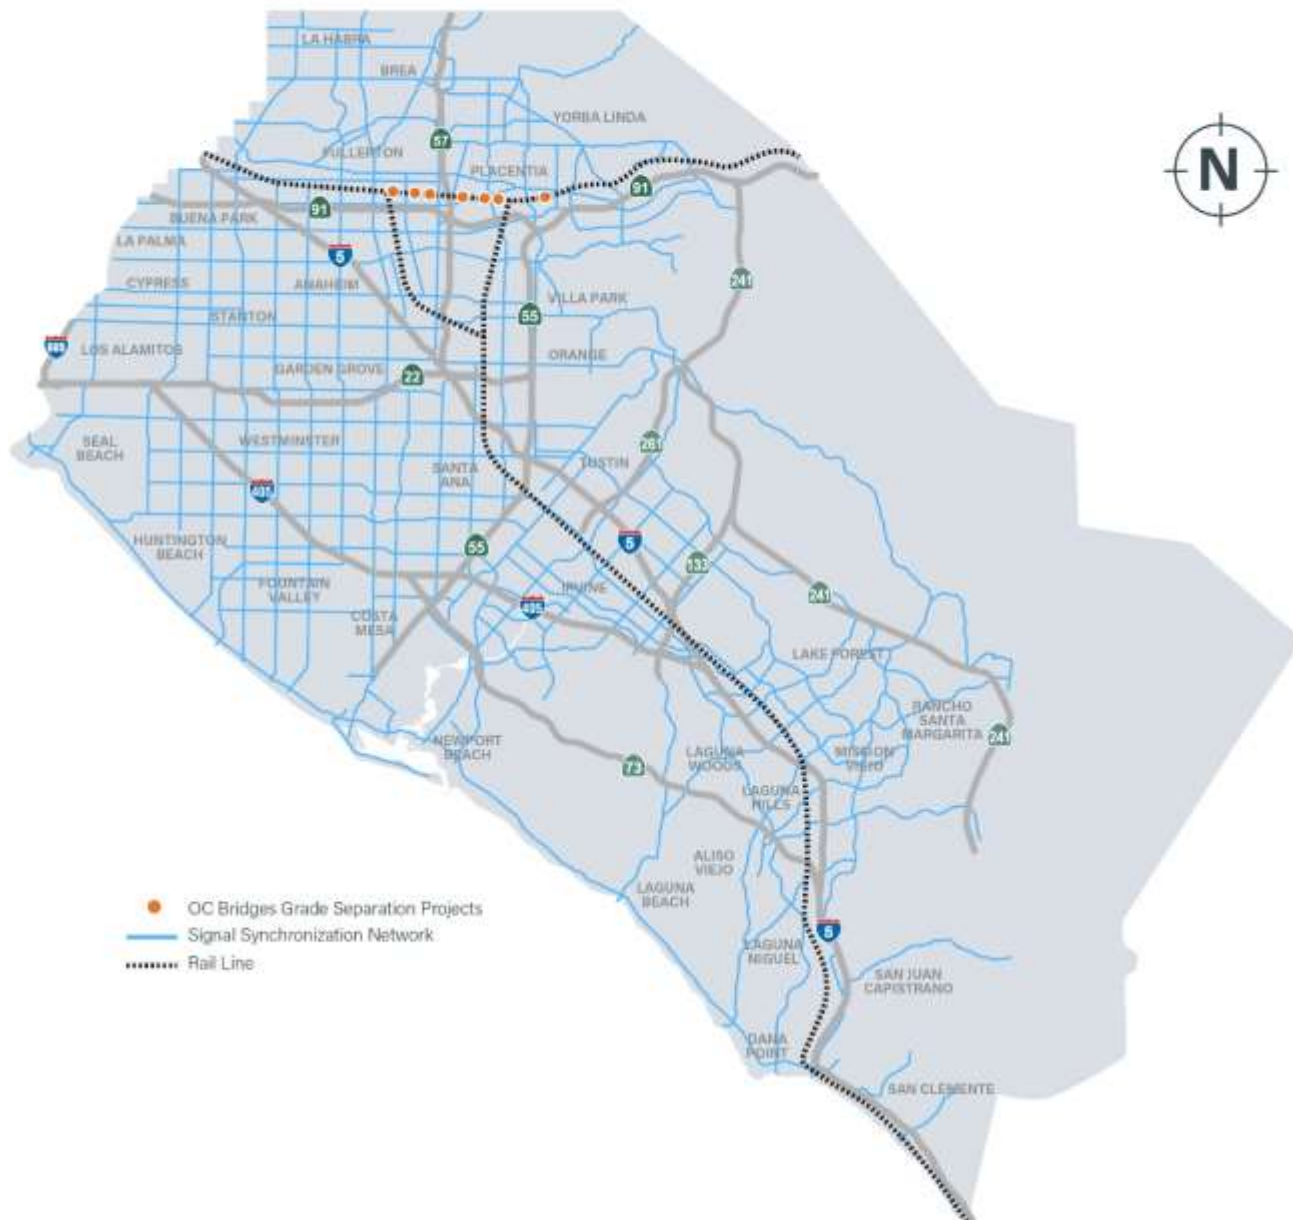 LA HABRA
BREA
YORBA LINDA
57
FULLERTON
PLACENTIA
N
91
91
BUENA PARK
LA PALMA
5
241
CYPRESS
ANAHEIM
VILLA PARK
STANTON
55
605
LOS ALAMITOS
ORANGE
GARDEN GROVE
22
SEAL
BEACH
WESTMINSTER
261
SANTA
ANA
TUSTIN
405
HUNTINGTON
BEACH
55
5
133
FOUNTAIN
VALLEY
IRVINE
241
COSTA
MESA
405
LAKE FOREST
RANCHO
SANTA
MARGARITA
241
NEWPORT
BEACH
LAGUNA
WOODS
MISSION
VIEJO
73
LAGUNA
HILLS
ALISO
VIEJO
LAGUNA
BEACH
OC Bridges Grade Separation Projects
Signal Synchronization Network
Rail Line
5
LAGUNA
NIGUEL
SAN JUAN
CAPISTRANO
DANA
POINT
SAN CLEMENTE